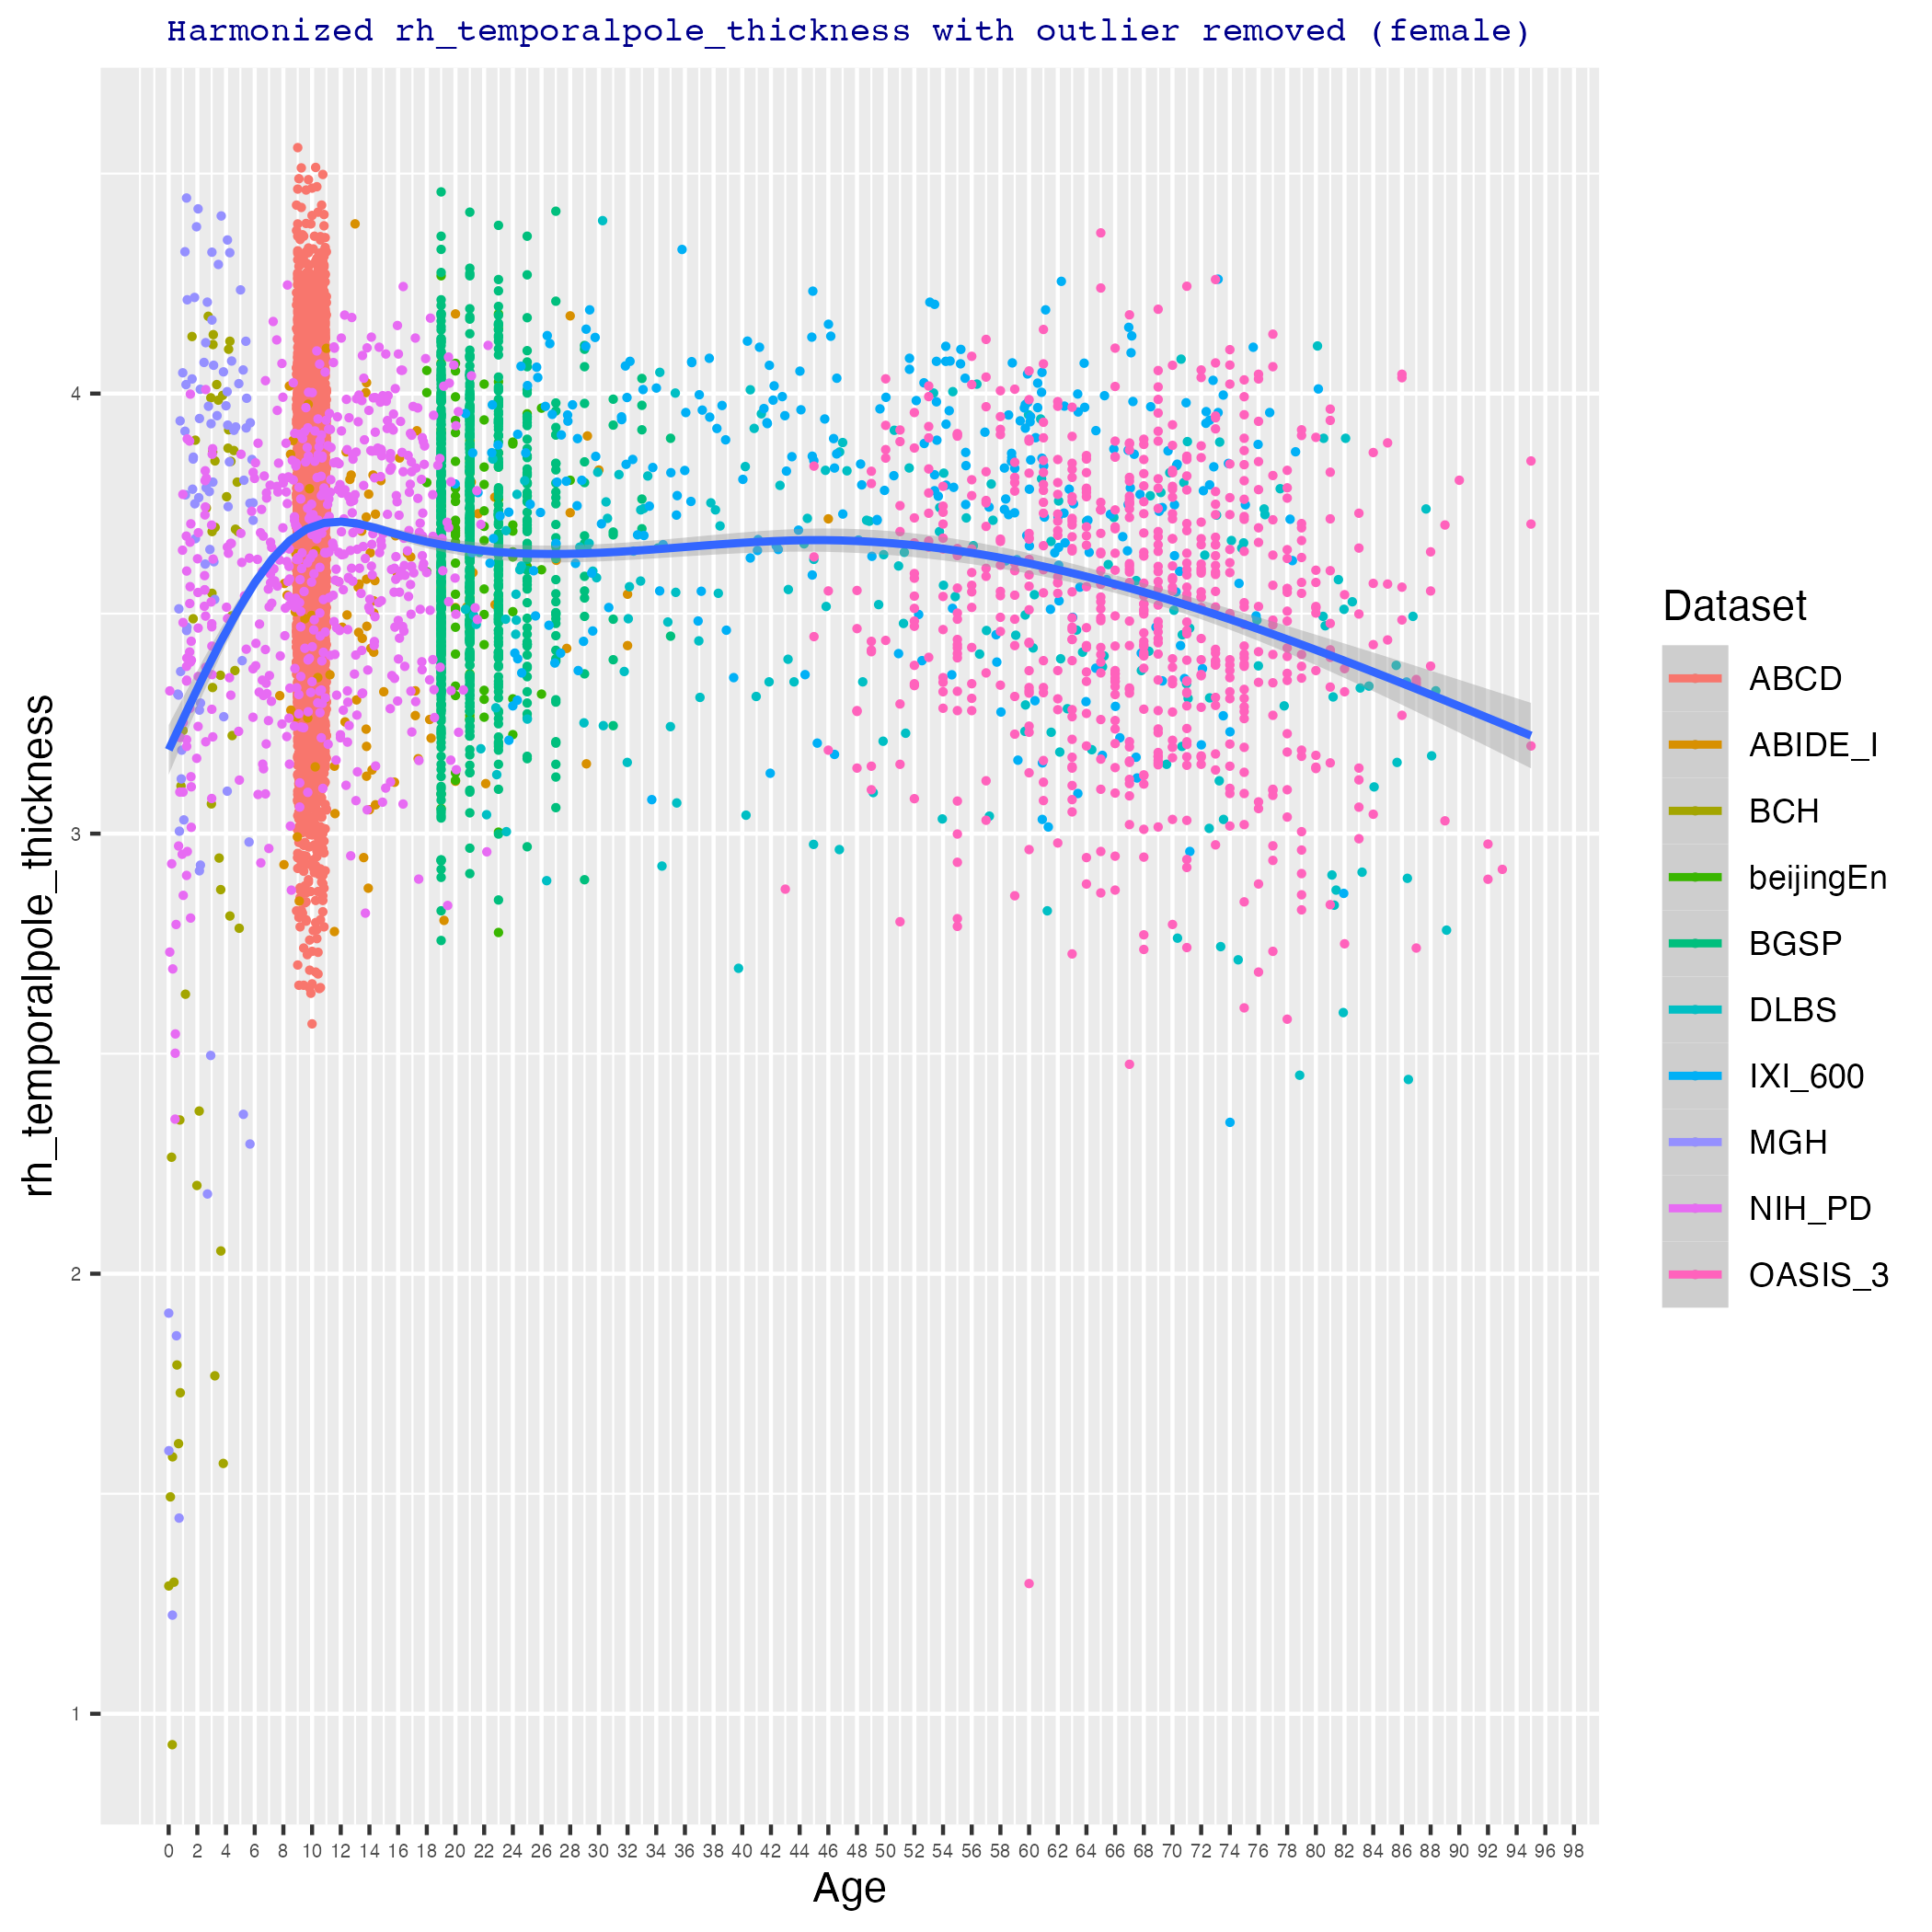 Harmonized rh_temporalpole_thickness with outlier removed (female)
rh_temporalpole_thickness
4
3
2
1
0 2 4 6 8 10 12 14 16 18 20 22 24 26 28 30 32 34 36 38 40 42 44 46 48 50 52 54 56 58 60 62 64 66 68 70 72 74 76 78 80 82 84 86 88 90 92 94 96 98
Age
Dataset
ABCD
ABIDE_I
BCH
beijingEn
BGSP
DLBS
IXI_600
MGH
NIH_PD
OASIS_3